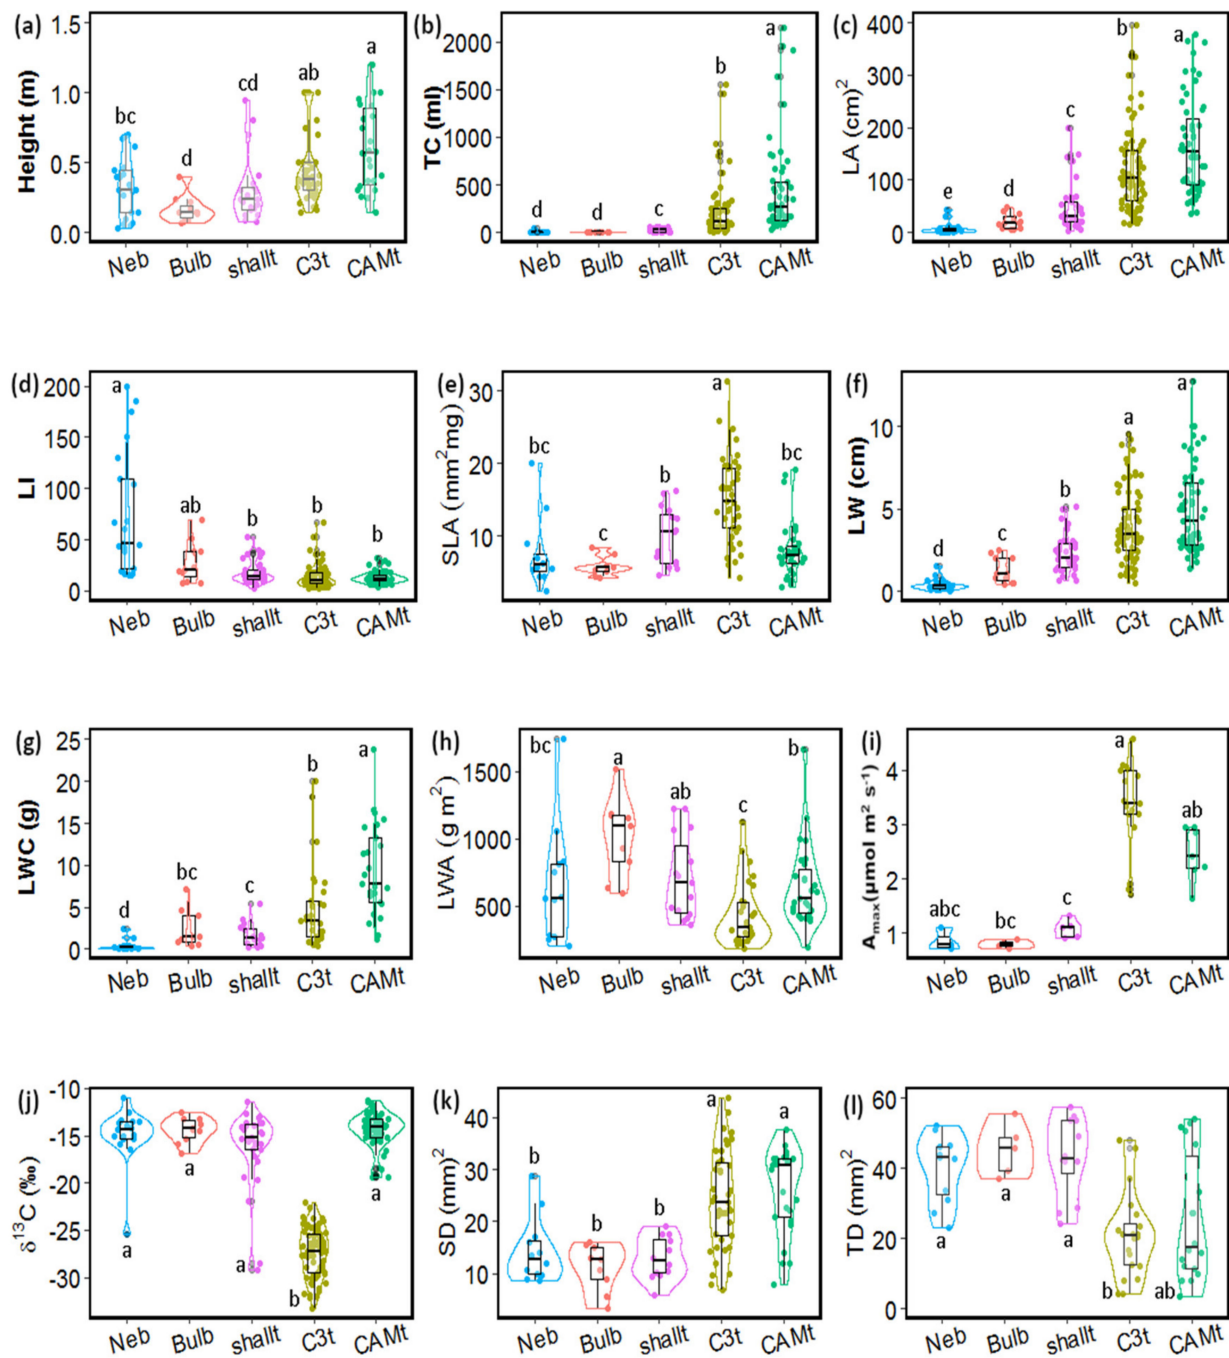 (a)
Height (m)
1.5
1.0
0.5
0.0
bc
d
cd
ab
a
Neb Bulb shallt C3t CAMt
(b)
TC (ml)
2000
1500
1000
500
0
d
d
c
b
a
Neb Bulb shallt C3t CAMt
(c)
LA (cm)²
400
300
200
100
0
e
d
c
b
a
Neb Bulb shallt C3t CAMt
(d)
LI
200
150
100
50
0
a
ab
b
b
b
Neb Bulb shallt C3t CAMt
(e)
SLA (mm²mg)
30
20
10
bc
c
b
a
bc
Neb Bulb shallt C3t CAMt
(f)
LW (cm)
10
5
0
d
c
b
a
a
Neb Bulb shallt C3t CAMt
(g)
LWC (g)
25
20
15
10
5
0
d
bc
c
b
a
Neb Bulb shallt C3t CAMt
(h)
LWA (g m²)
1500
1000
500
bc
a
ab
c
b
Neb Bulb shallt C3t CAMt
(i)
Amax(µmol m² s⁻¹)
4
3
2
1
abc
bc
c
a
ab
Neb Bulb shallt C3t CAMt
(j)
δ¹³C (‰)
-10
-15
-20
-25
-30
a
a
a
b
a
Neb Bulb shallt C3t CAMt
(k)
SD (mm)²
40
30
20
10
b
b
b
a
a
Neb Bulb shallt C3t CAMt
(l)
TD (mm)²
60
40
20
0
a
a
a
b
ab
Neb Bulb shallt C3t CAMt